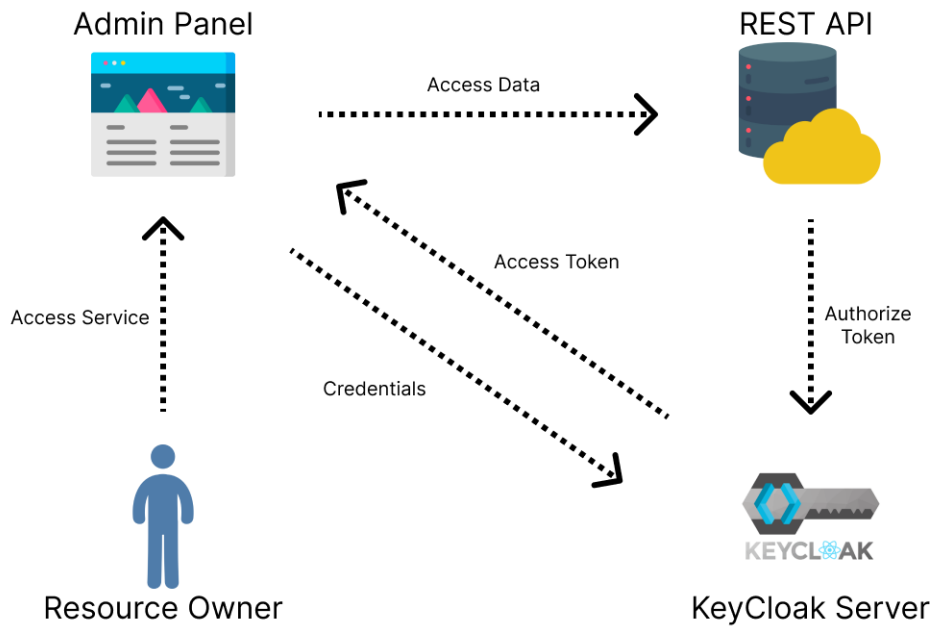 Admin Panel
REST API
Access Data
Access Token
Access Service
Authorize
Token
Credentials
KEYCLOAK
Resource Owner
KeyCloak Server